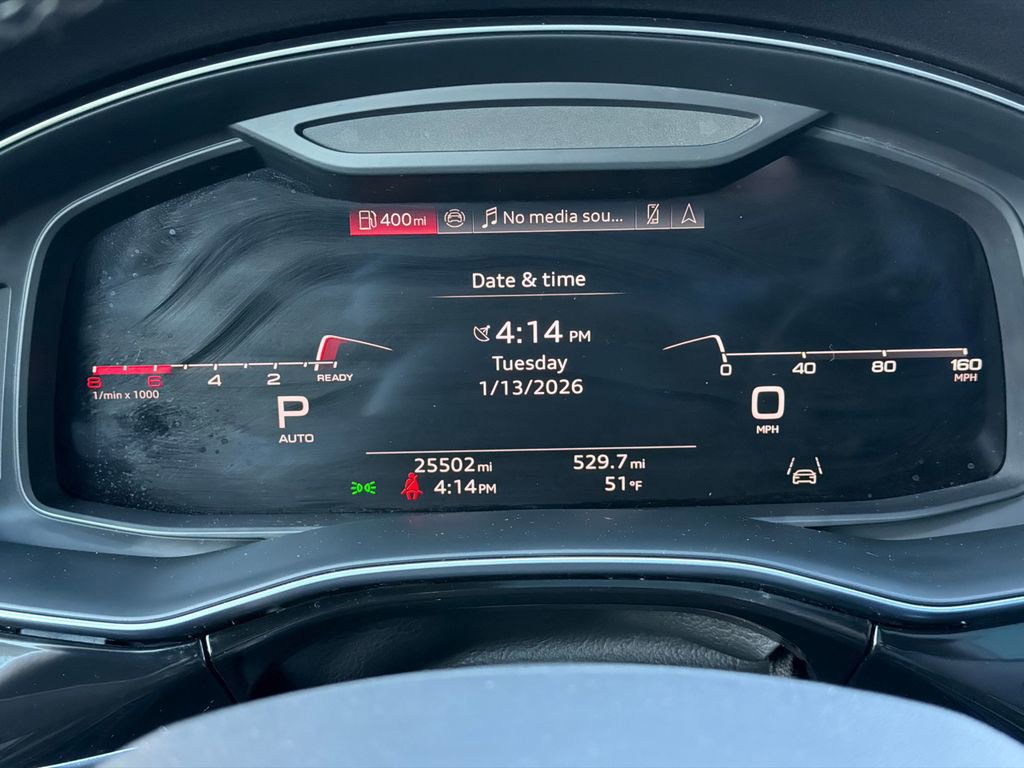 400mi No media sou...
Date & time
4:14 PM
Tuesday
1/13/2026
8 6 4 2 READY
1/min x 1000
P
AUTO
0 40 80 160
MPH
0
MPH
25502mi 529.7mi
4:14PM 51°F